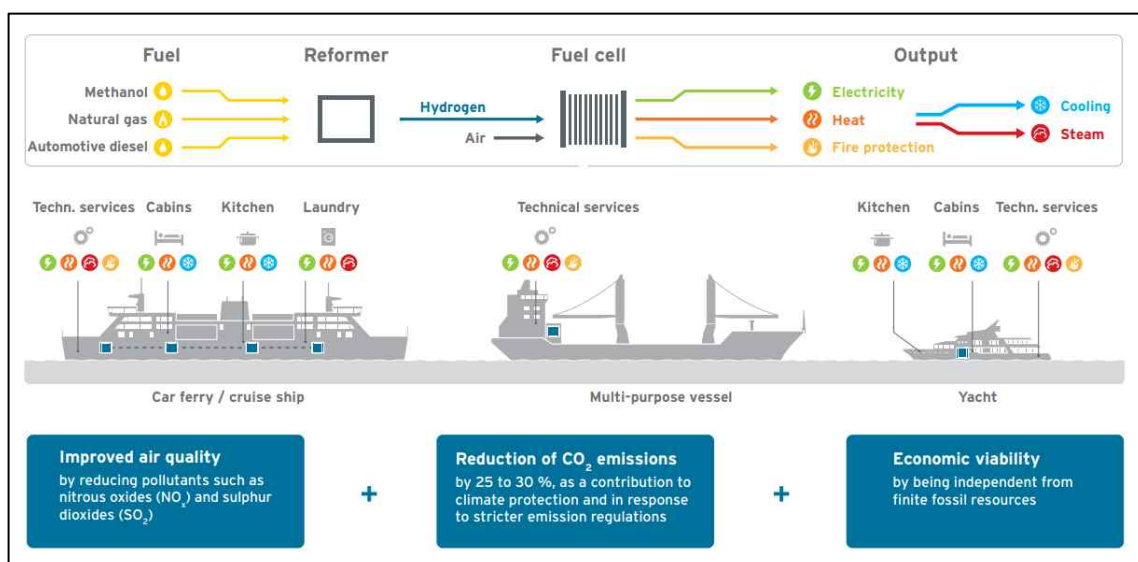 Fuel
Reformer
Fuel cell
Output
Methanol
Natural gas
Automotive diesel
Hydrogen
Air
Electricity
Heat
Fire protection
Cooling
Steam
Techn. services
Cabins
Kitchen
Laundry
Technical services
Kitchen
Cabins
Techn. services
Car ferry / cruise ship
Multi-purpose vessel
Yacht
Improved air quality
by reducing pollutants such as
nitrous oxides (NOₓ) and sulphur
dioxides (SO₂)
+
Reduction of CO₂ emissions
by 25 to 30 %, as a contribution to
climate protection and in response
to stricter emission regulations
+
Economic viability
by being independent from
finite fossil resources